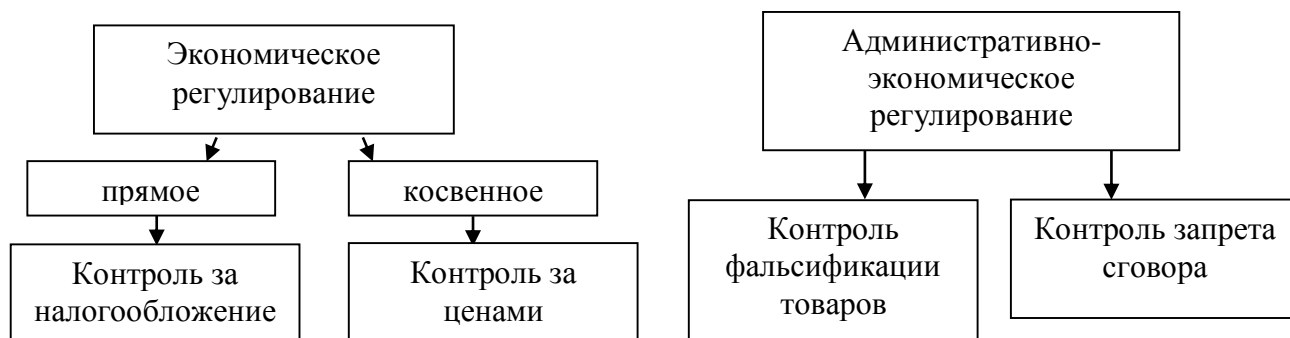 Экономическое
регулирование
Административно-
экономическое
регулирование
прямое
косвенное
Контроль за
налогообложение
Контроль за
ценами
Контроль
фальсификации
товаров
Контроль запрета
сговора